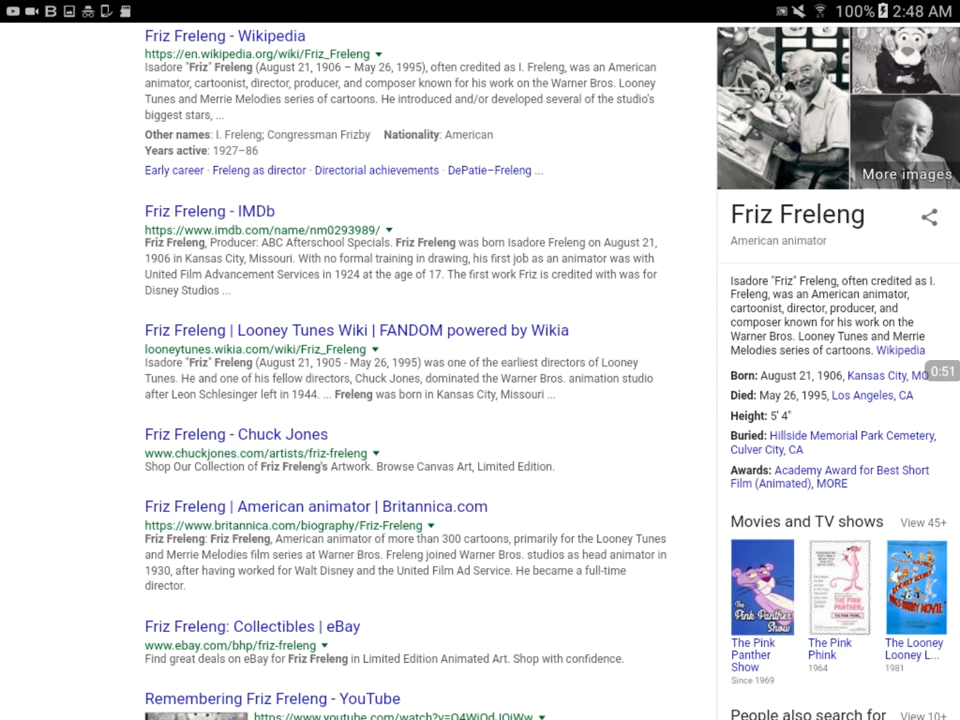 100% 2:48 AM
Friz Freleng - Wikipedia
https://en.wikipedia.org/wiki/Friz_Freleng
Isadore "Friz" Freleng (August 21, 1906 – May 26, 1995), often credited as I. Freleng, was an American
animator, cartoonist, director, producer, and composer known for his work on the Warner Bros. Looney
Tunes and Merrie Melodies series of cartoons. He introduced and/or developed several of the studio's
biggest stars, ...
Other names: I. Freleng; Congressman Frizby Nationality: American
Years active: 1927–86
Early career · Freleng as director · Directorial achievements · DePatie–Freleng ...
Friz Freleng - IMDb
https://www.imdb.com/name/nm0293989/
Friz Freleng, Producer: ABC Afterschool Specials. Friz Freleng was born Isadore Freleng on August 21,
1906 in Kansas City, Missouri. With no formal training in drawing, his first job as an animator was with
United Film Advancement Services in 1924 at the age of 17. The first work Friz is credited with was for
Disney Studios ...
Friz Freleng | Looney Tunes Wiki | FANDOM powered by Wikia
looneytunes.wikia.com/wiki/Friz_Freleng
Isadore "Friz" Freleng (August 21, 1905 - May 26, 1995) was one of the earliest directors of Looney
Tunes. He and one of his fellow directors, Chuck Jones, dominated the Warner Bros. animation studio
after Leon Schlesinger left in 1944. ... Freleng was born in Kansas City, Missouri ...
Friz Freleng - Chuck Jones
www.chuckjones.com/artists/friz-freleng
Shop Our Collection of Friz Freleng's Artwork. Browse Canvas Art, Limited Edition.
Friz Freleng | American animator | Britannica.com
https://www.britannica.com/biography/Friz-Freleng
Friz Freleng: Friz Freleng, American animator of more than 300 cartoons, primarily for the Looney Tunes
and Merrie Melodies film series at Warner Bros. Freleng joined Warner Bros. studios as head animator in
1930, after having worked for Walt Disney and the United Film Ad Service. He became a full-time
director.
Friz Freleng: Collectibles | eBay
www.ebay.com/bhp/friz-freleng
Find great deals on eBay for Friz Freleng in Limited Edition Animated Art. Shop with confidence.
Remembering Friz Freleng - YouTube
More images
Friz Freleng
American animator
Isadore "Friz" Freleng, often credited as I.
Freleng, was an American animator,
cartoonist, director, producer, and
composer known for his work on the
Warner Bros. Looney Tunes and Merrie
Melodies series of cartoons. Wikipedia
Born: August 21, 1906, Kansas City, MO
0:51
Died: May 26, 1995, Los Angeles, CA
Height: 5' 4"
Buried: Hillside Memorial Park Cemetery,
Culver City, CA
Awards: Academy Award for Best Short
Film (Animated), MORE
Movies and TV shows View 45+
The Pink Panther Show
THE PINK PANTHER
The Pink
Panther
Show
Since 1969
The Pink
Phink
1964
The Looney
Looney L...
1981
People also search for View 10+